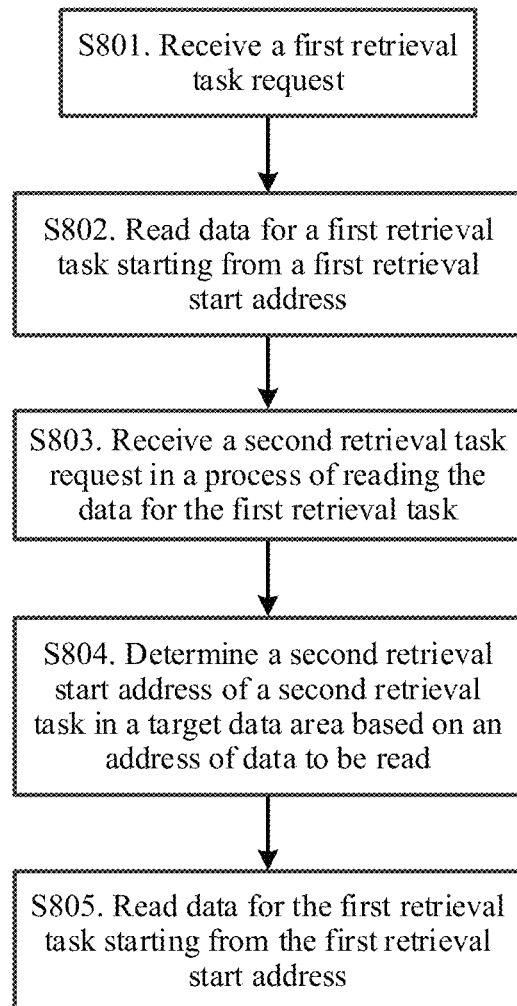 S801. Receive a first retrieval
task request
S802. Read data for a first retrieval
task starting from a first retrieval
start address
S803. Receive a second retrieval task
request in a process of reading the
data for the first retrieval task
S804. Determine a second retrieval
start address of a second retrieval
task in a target data area based on an
address of data to be read
S805. Read data for the first retrieval
task starting from the first retrieval
start address